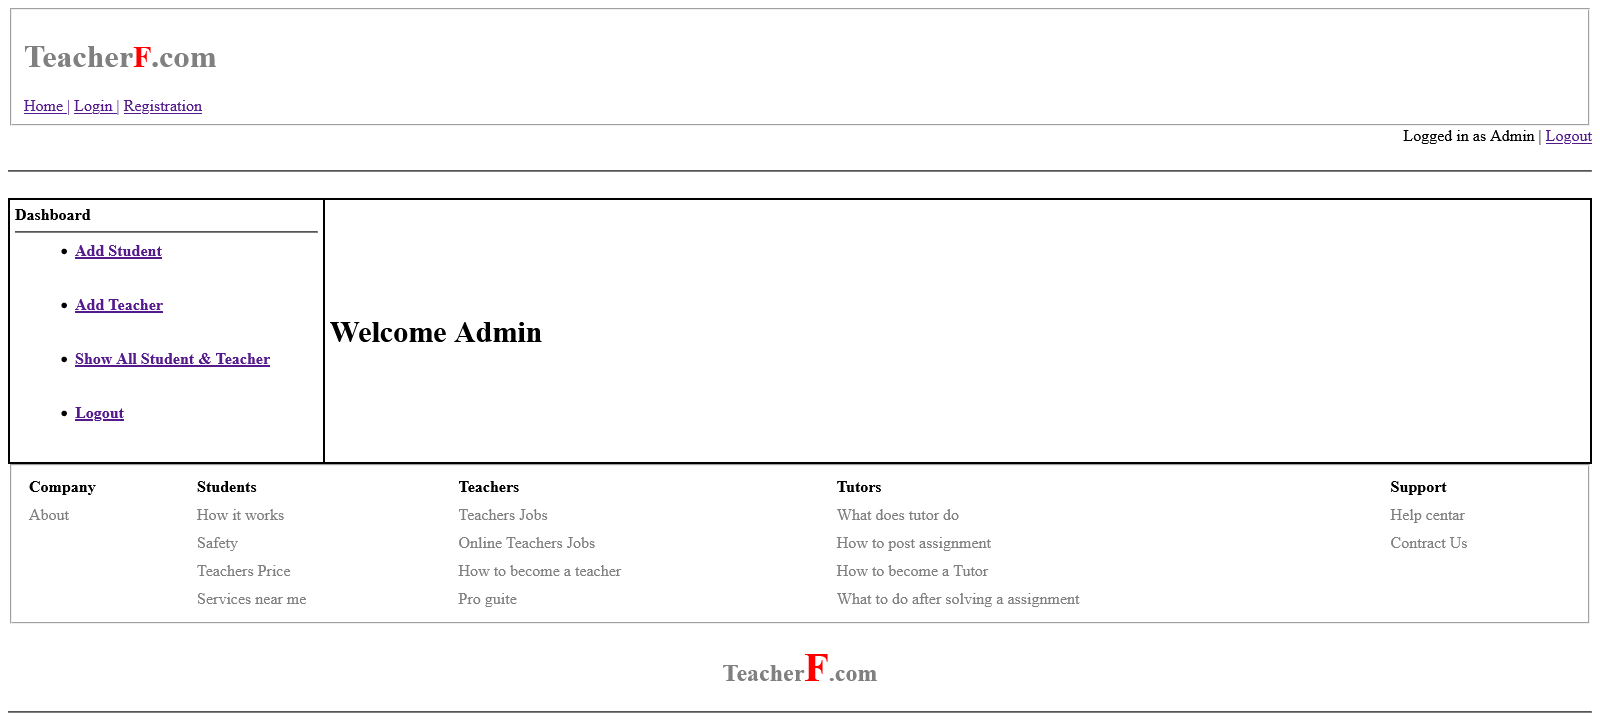 TeacherF.com
Home | Login | Registration
Logged in as Admin | Logout
Dashboard
Add Student
Add Teacher
Show All Student & Teacher
Logout
Welcome Admin
Company Students Teachers Tutors Support
About How it works Teachers Jobs What does tutor do Help centar
Safety Online Teachers Jobs How to post assignment Contract Us
Teachers Price How to become a teacher How to become a Tutor
Services near me Pro guite What to do after solving a assignment
TeacherF.com